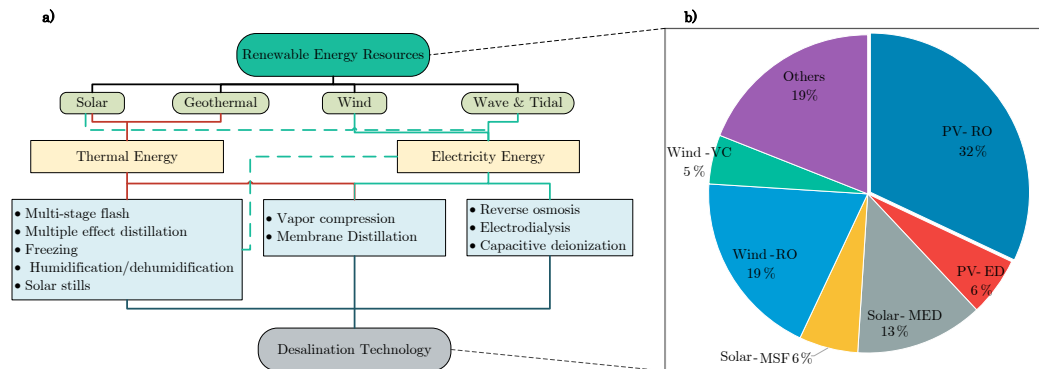 a)
Renewable Energy Resources
Solar
Geothermal
Wind
Wave & Tidal
Thermal Energy
Electricity Energy
• Multi-stage flash
• Multiple effect distillation
• Freezing
• Humidification/dehumidification
• Solar stills
• Vapor compression
• Membrane Distillation
• Reverse osmosis
• Electrodialysis
• Capacitive deionization
Desalination Technology
b)
Others
19%
PV- RO
32%
Wind -VC
5%
Wind -RO
19 %
PV- ED
6 %
Solar- MED
13%
Solar-MSF 6%